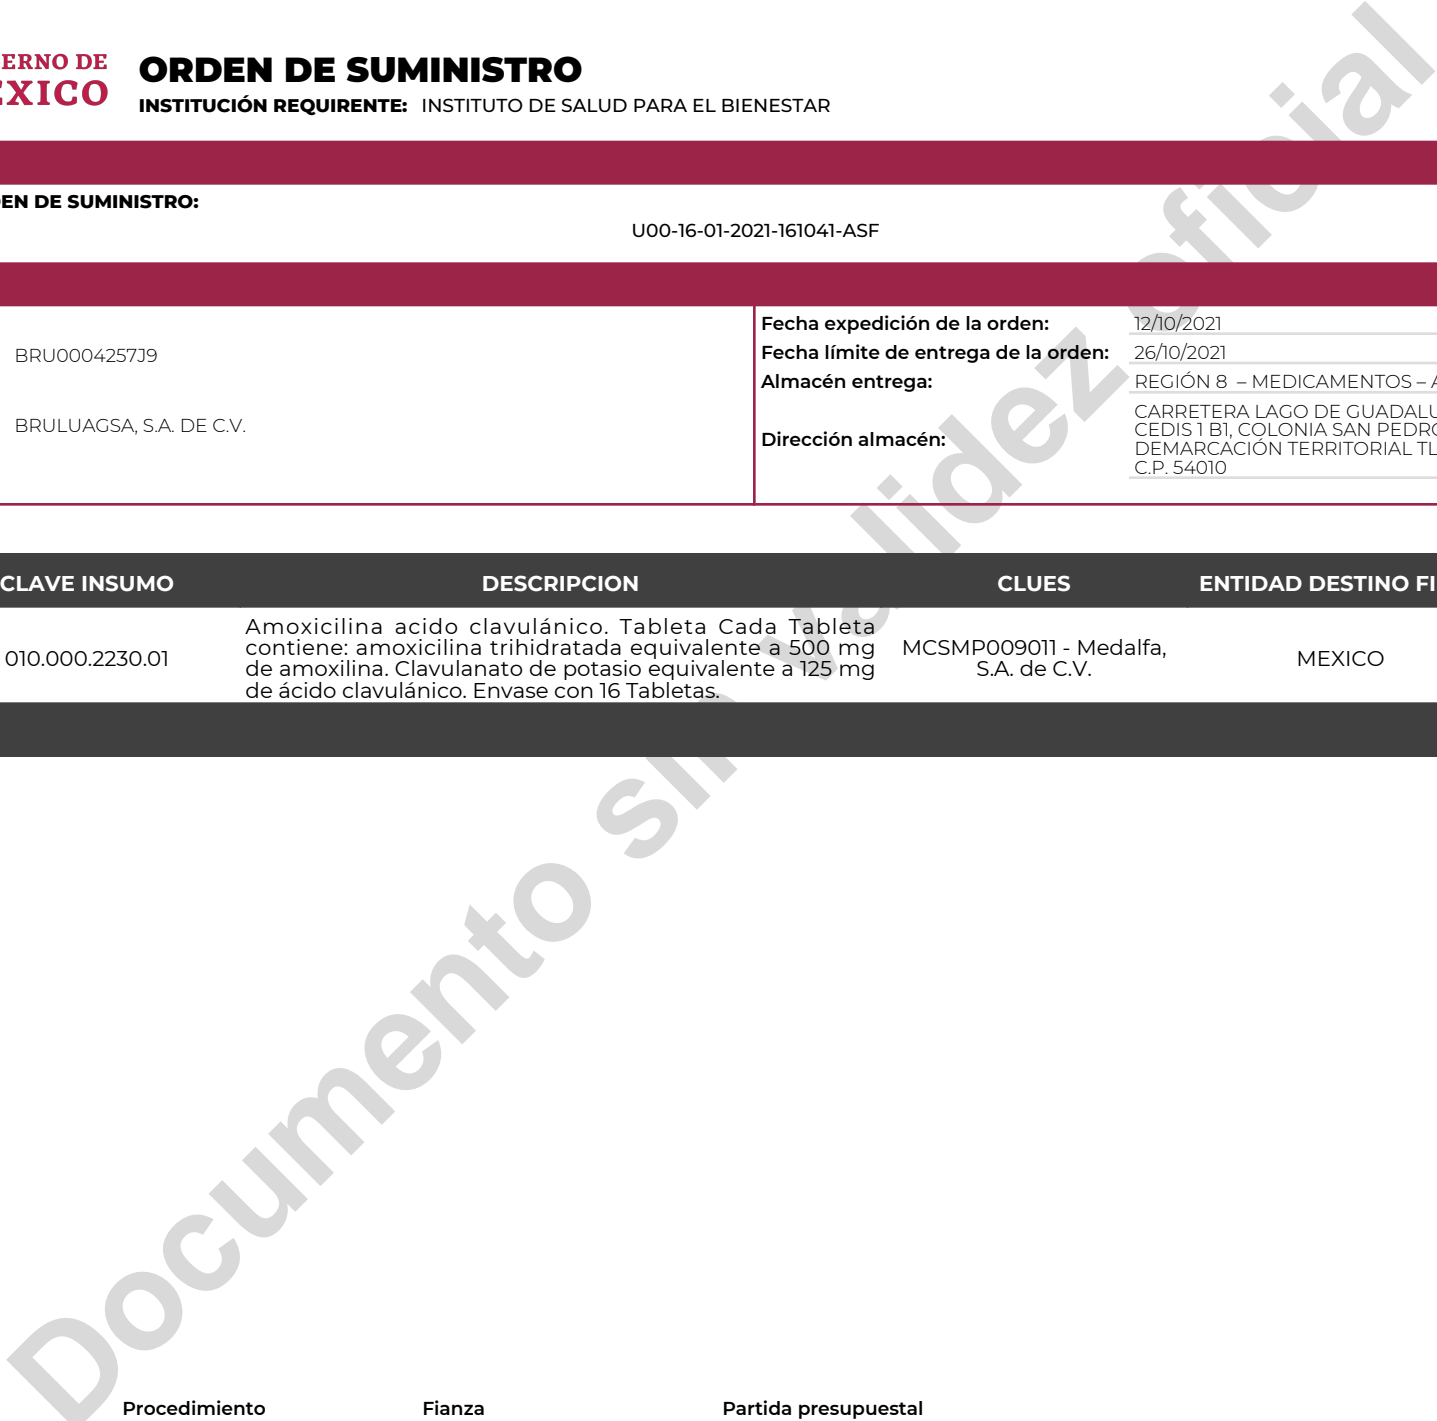 ERNO DE
EXICO
ORDEN DE SUMINISTRO
INSTITUCIÓN REQUIRENTE: INSTITUTO DE SALUD PARA EL BIENESTAR
EN DE SUMINISTRO:
U00-16-01-2021-161041-ASF
BRU0004257J9
BRULUAGSA, S.A. DE C.V.
Fecha expedición de la orden: 12/10/2021
Fecha límite de entrega de la orden: 26/10/2021
Almacén entrega: REGIÓN 8 – MEDICAMENTOS – A
Dirección almacén:
CARRETERA LAGO DE GUADALU
CEDIS 1 B1, COLONIA SAN PEDRO
DEMARCACIÓN TERRITORIAL TL
C.P. 54010
CLAVE INSUMO DESCRIPCION CLUES ENTIDAD DESTINO FI
010.000.2230.01
Amoxicilina acido clavulánico. Tableta Cada Tableta
contiene: amoxicilina trihidratada equivalente a 500 mg
de amoxilina. Clavulanato de potasio equivalente a 125 mg
de ácido clavulánico. Envase con 16 Tabletas.
MCSMP009011 - Medalfa,
S.A. de C.V.
MEXICO
Documento sin validez oficial
Procedimiento Fianza Partida presupuestal